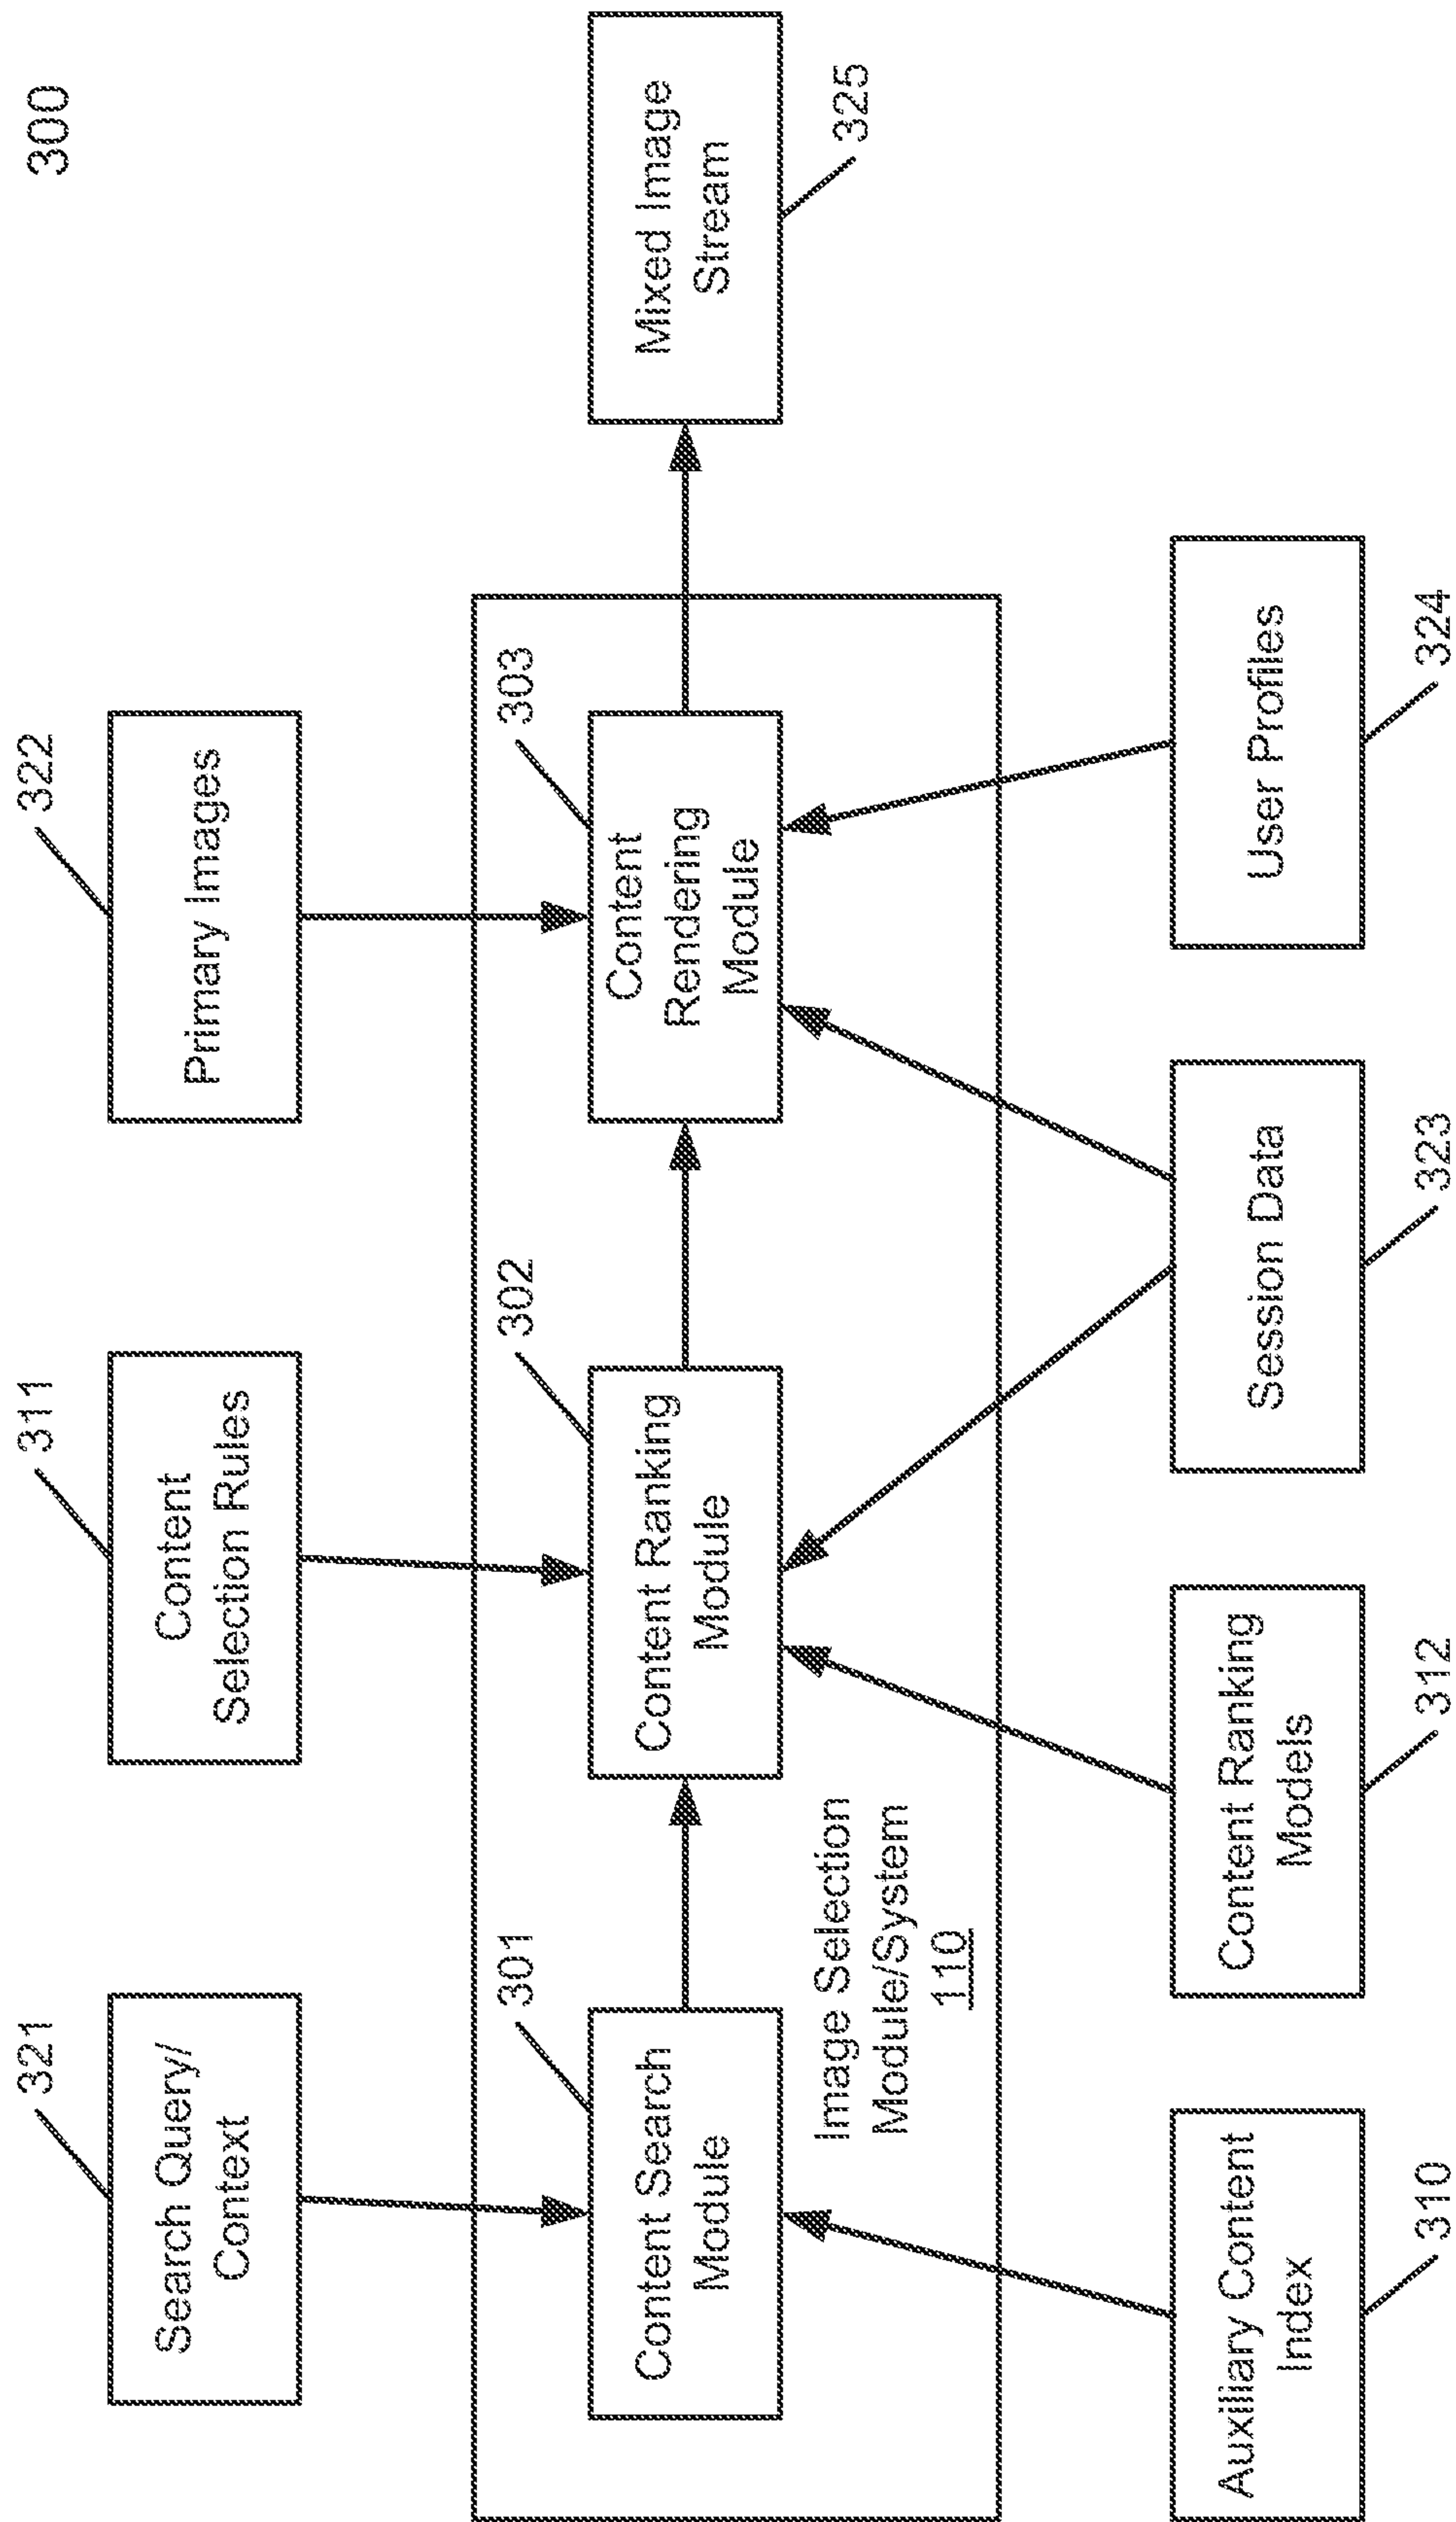 300
321
Search Query/
Context
311
Content
Selection Rules
322
Primary Images
301
Content Search
Module
302
Content Ranking
Module
303
Content
Rendering
Module
Mixed Image
Stream
325
Image Selection
Module/System
110
Auxiliary Content
Index
310
Content Ranking
Models
312
Session Data
323
User Profiles
324